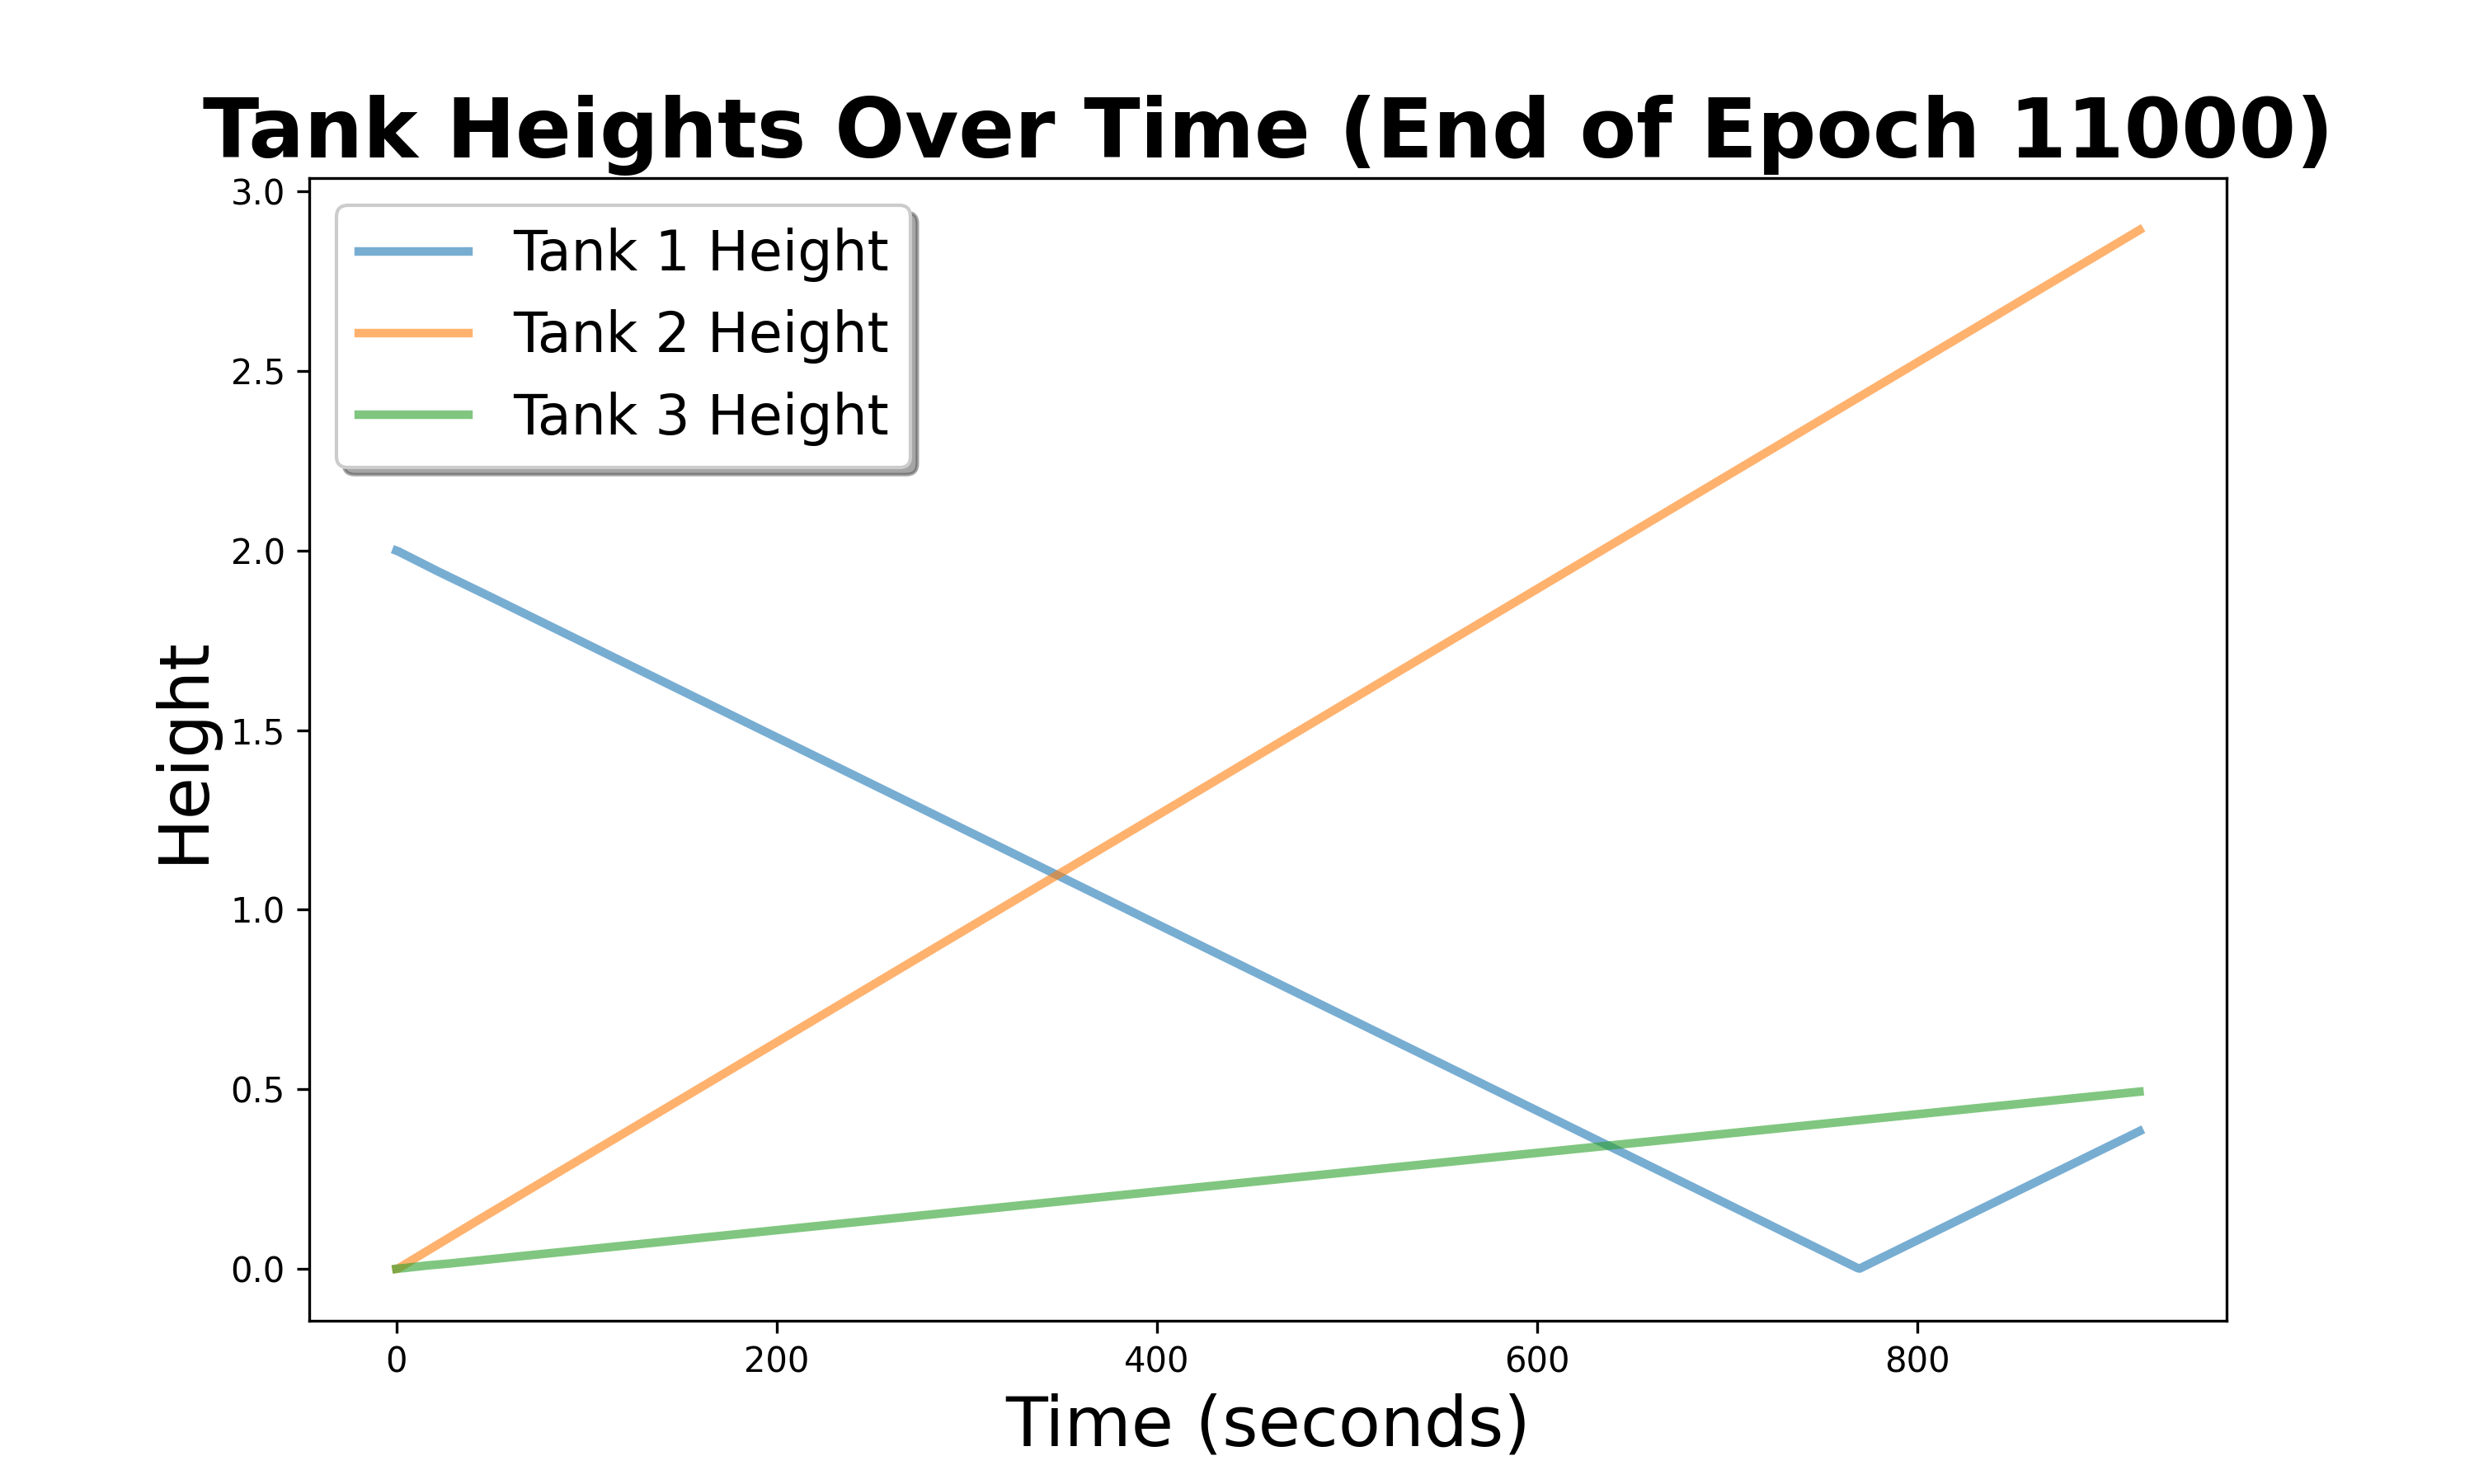 Tank Heights Over Time (End of Epoch 11000)
3.0
Tank 1 Height
Tank 2 Height
2.5
Tank 3 Height
2.0
1.5
Height
1.0
0.5
0.0
0 200 400 600 800
Time (seconds)